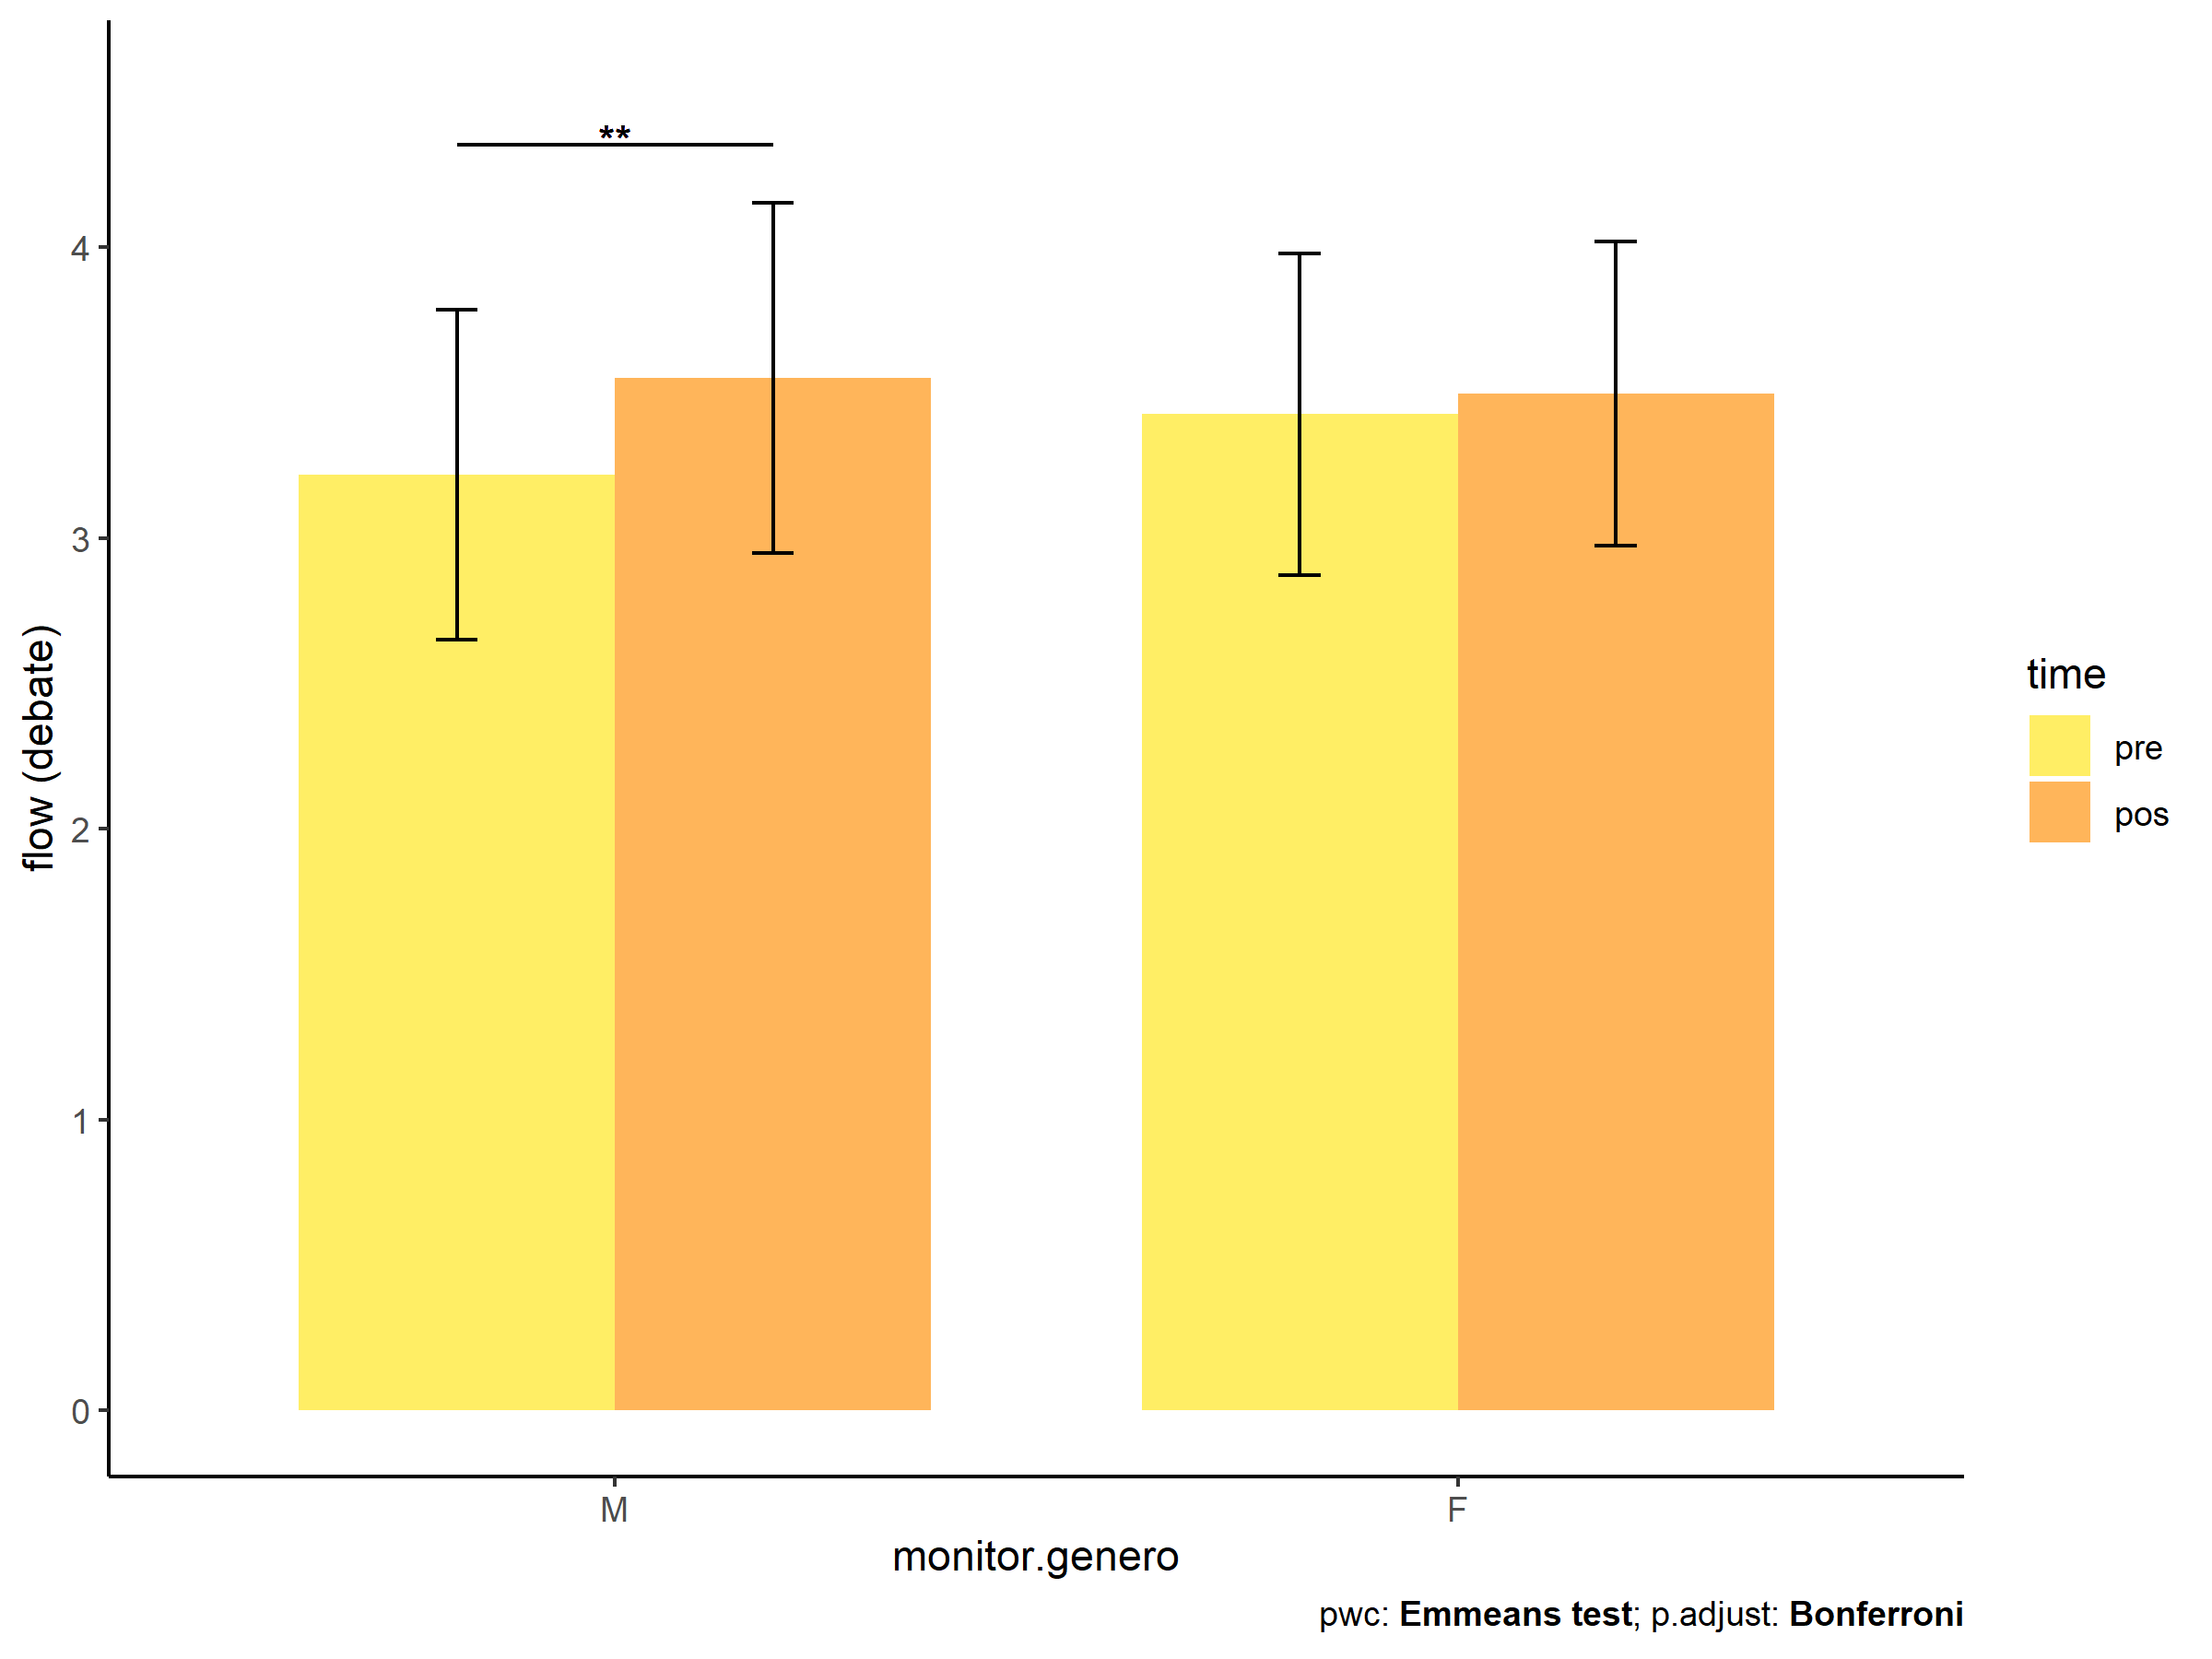 **
4
3
2
1
0
flow (debate)
M
F
monitor.genero
time
pre
pos
pwc: Emmeans test; p.adjust: Bonferroni